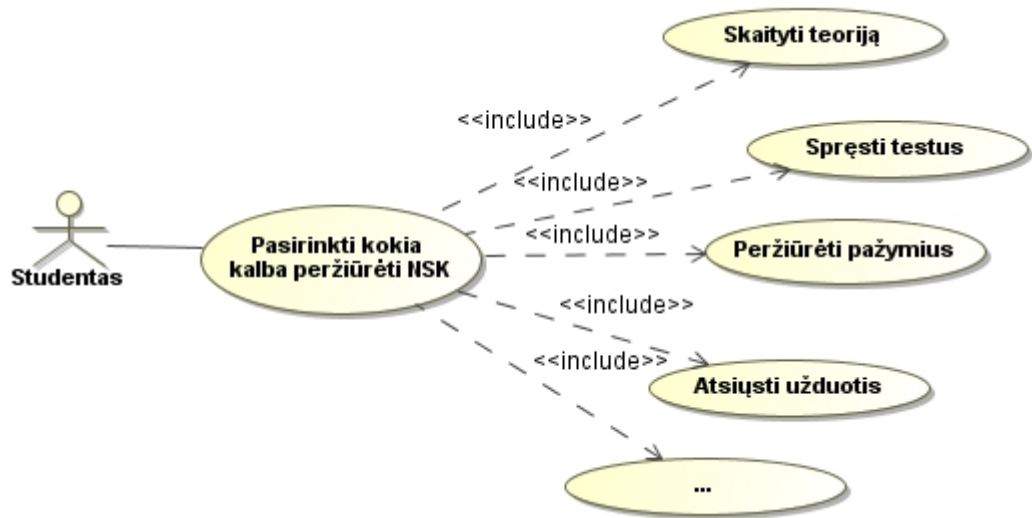 Skaityti teoriją
<<include>>
Spręsti testus
<<include>>
Studentas
Pasirinkti kokia
kalba peržiūrėti NSK
<<include>>
Peržiūrėti pažymius
<<include>>
Atsiųsti užduotis
<<include>>
...